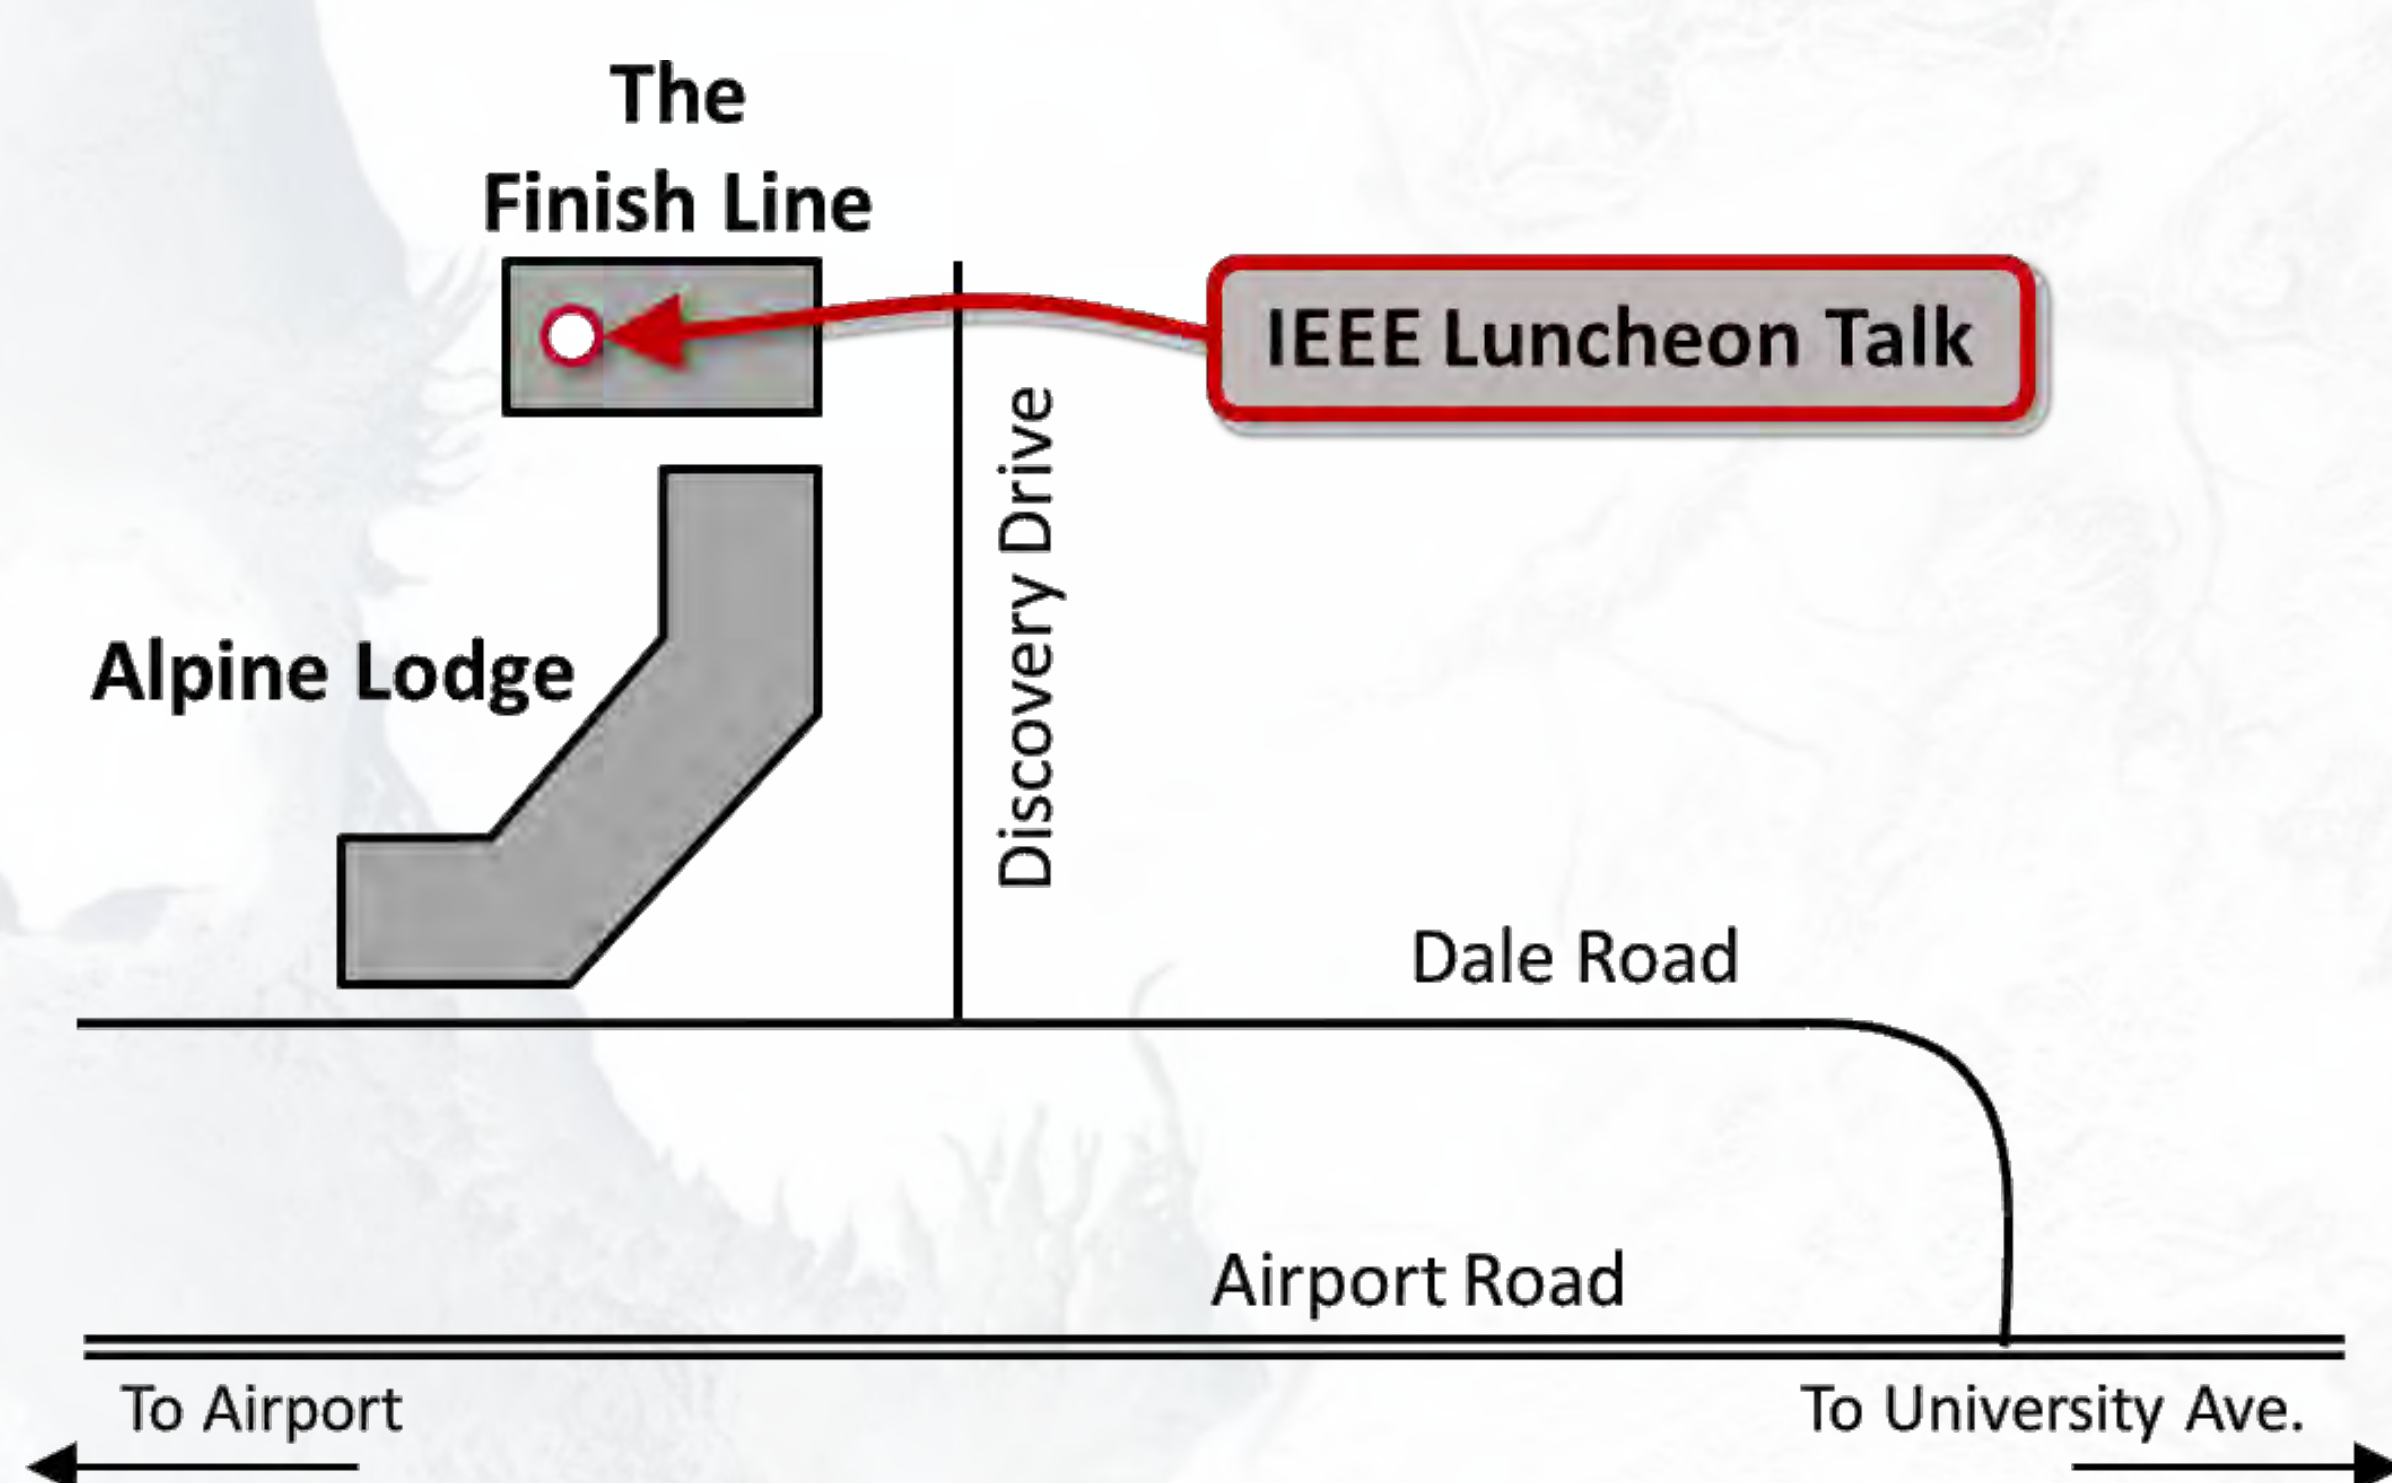 The
Finish Line
IEEE Luncheon Talk
Discovery Drive
Alpine Lodge
Dale Road
Airport Road
To Airport
To University Ave.